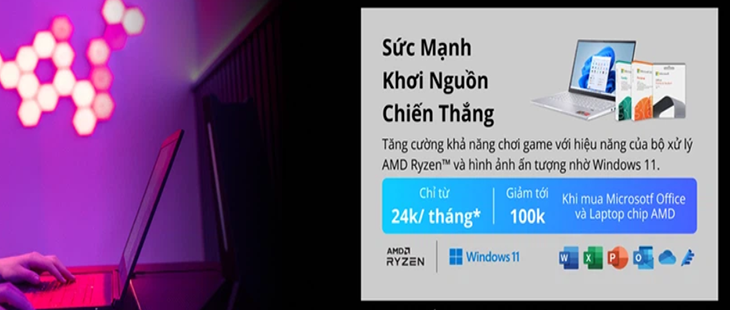 Sức Mạnh
Khơi Nguồn
Chiến Thắng
Tăng cường khả năng chơi game với hiệu năng của bộ xử lý
AMD Ryzen™ và hình ảnh ấn tượng nhờ Windows 11.
Chỉ từ
24k/ tháng*
Giảm tới
100k
Khi mua Microsotf Office
và Laptop chip AMD
AMD
RYZEN
Windows 11